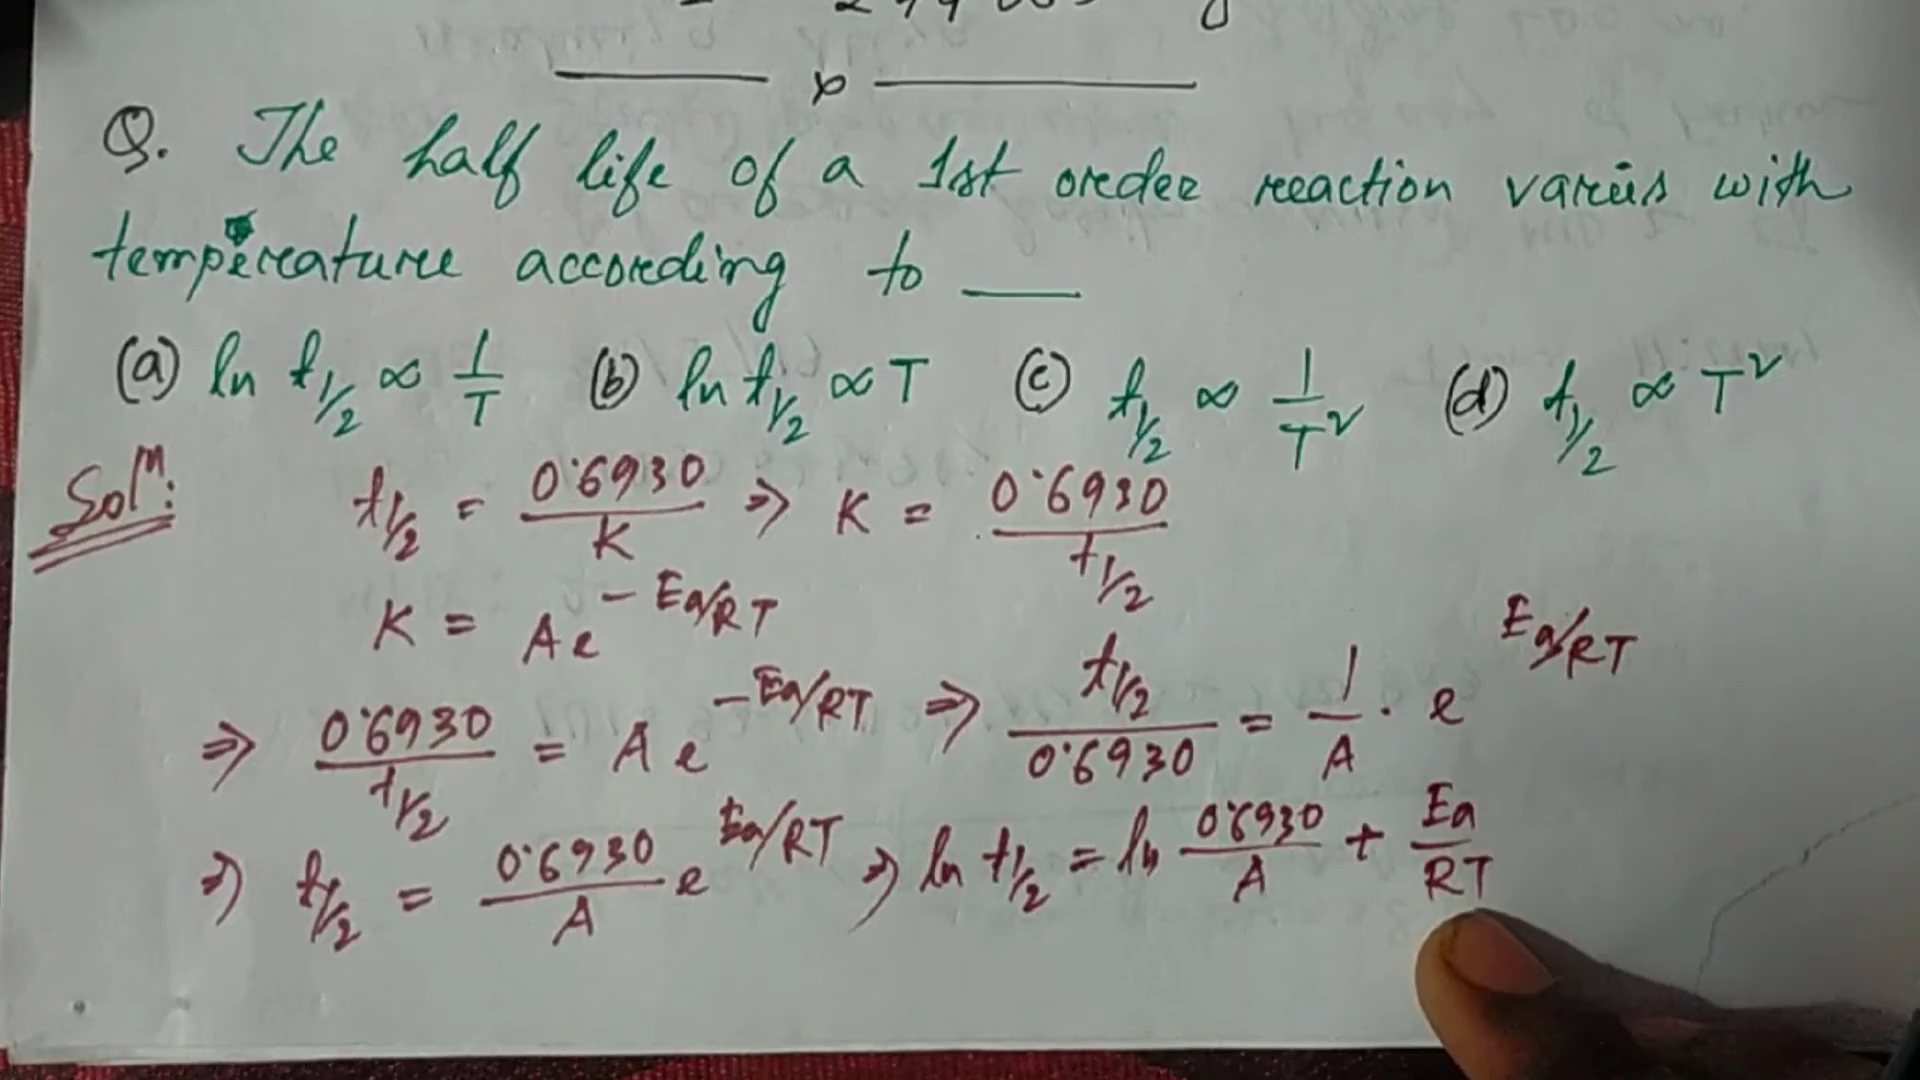 x
Q. The half life of a 1st order reaction varies with
temperature according to ___
(a) ln t1/2 ∝ 1/T (b) ln t1/2 ∝ T (c) t1/2 ∝ 1/T² (d) t1/2 ∝ T²
Solⁿ: t1/2 = 0.6930/K ⇒ K = 0.6930/t1/2
K = Ae^(-Ea/RT)
⇒ 0.6930/t1/2 = Ae^(-Ea/RT) ⇒ t1/2/0.6930 = 1/A · e^(Ea/RT)
⇒ t1/2 = 0.6930/A e^(Ea/RT) ⇒ ln t1/2 = ln 0.6930/A + Ea/RT